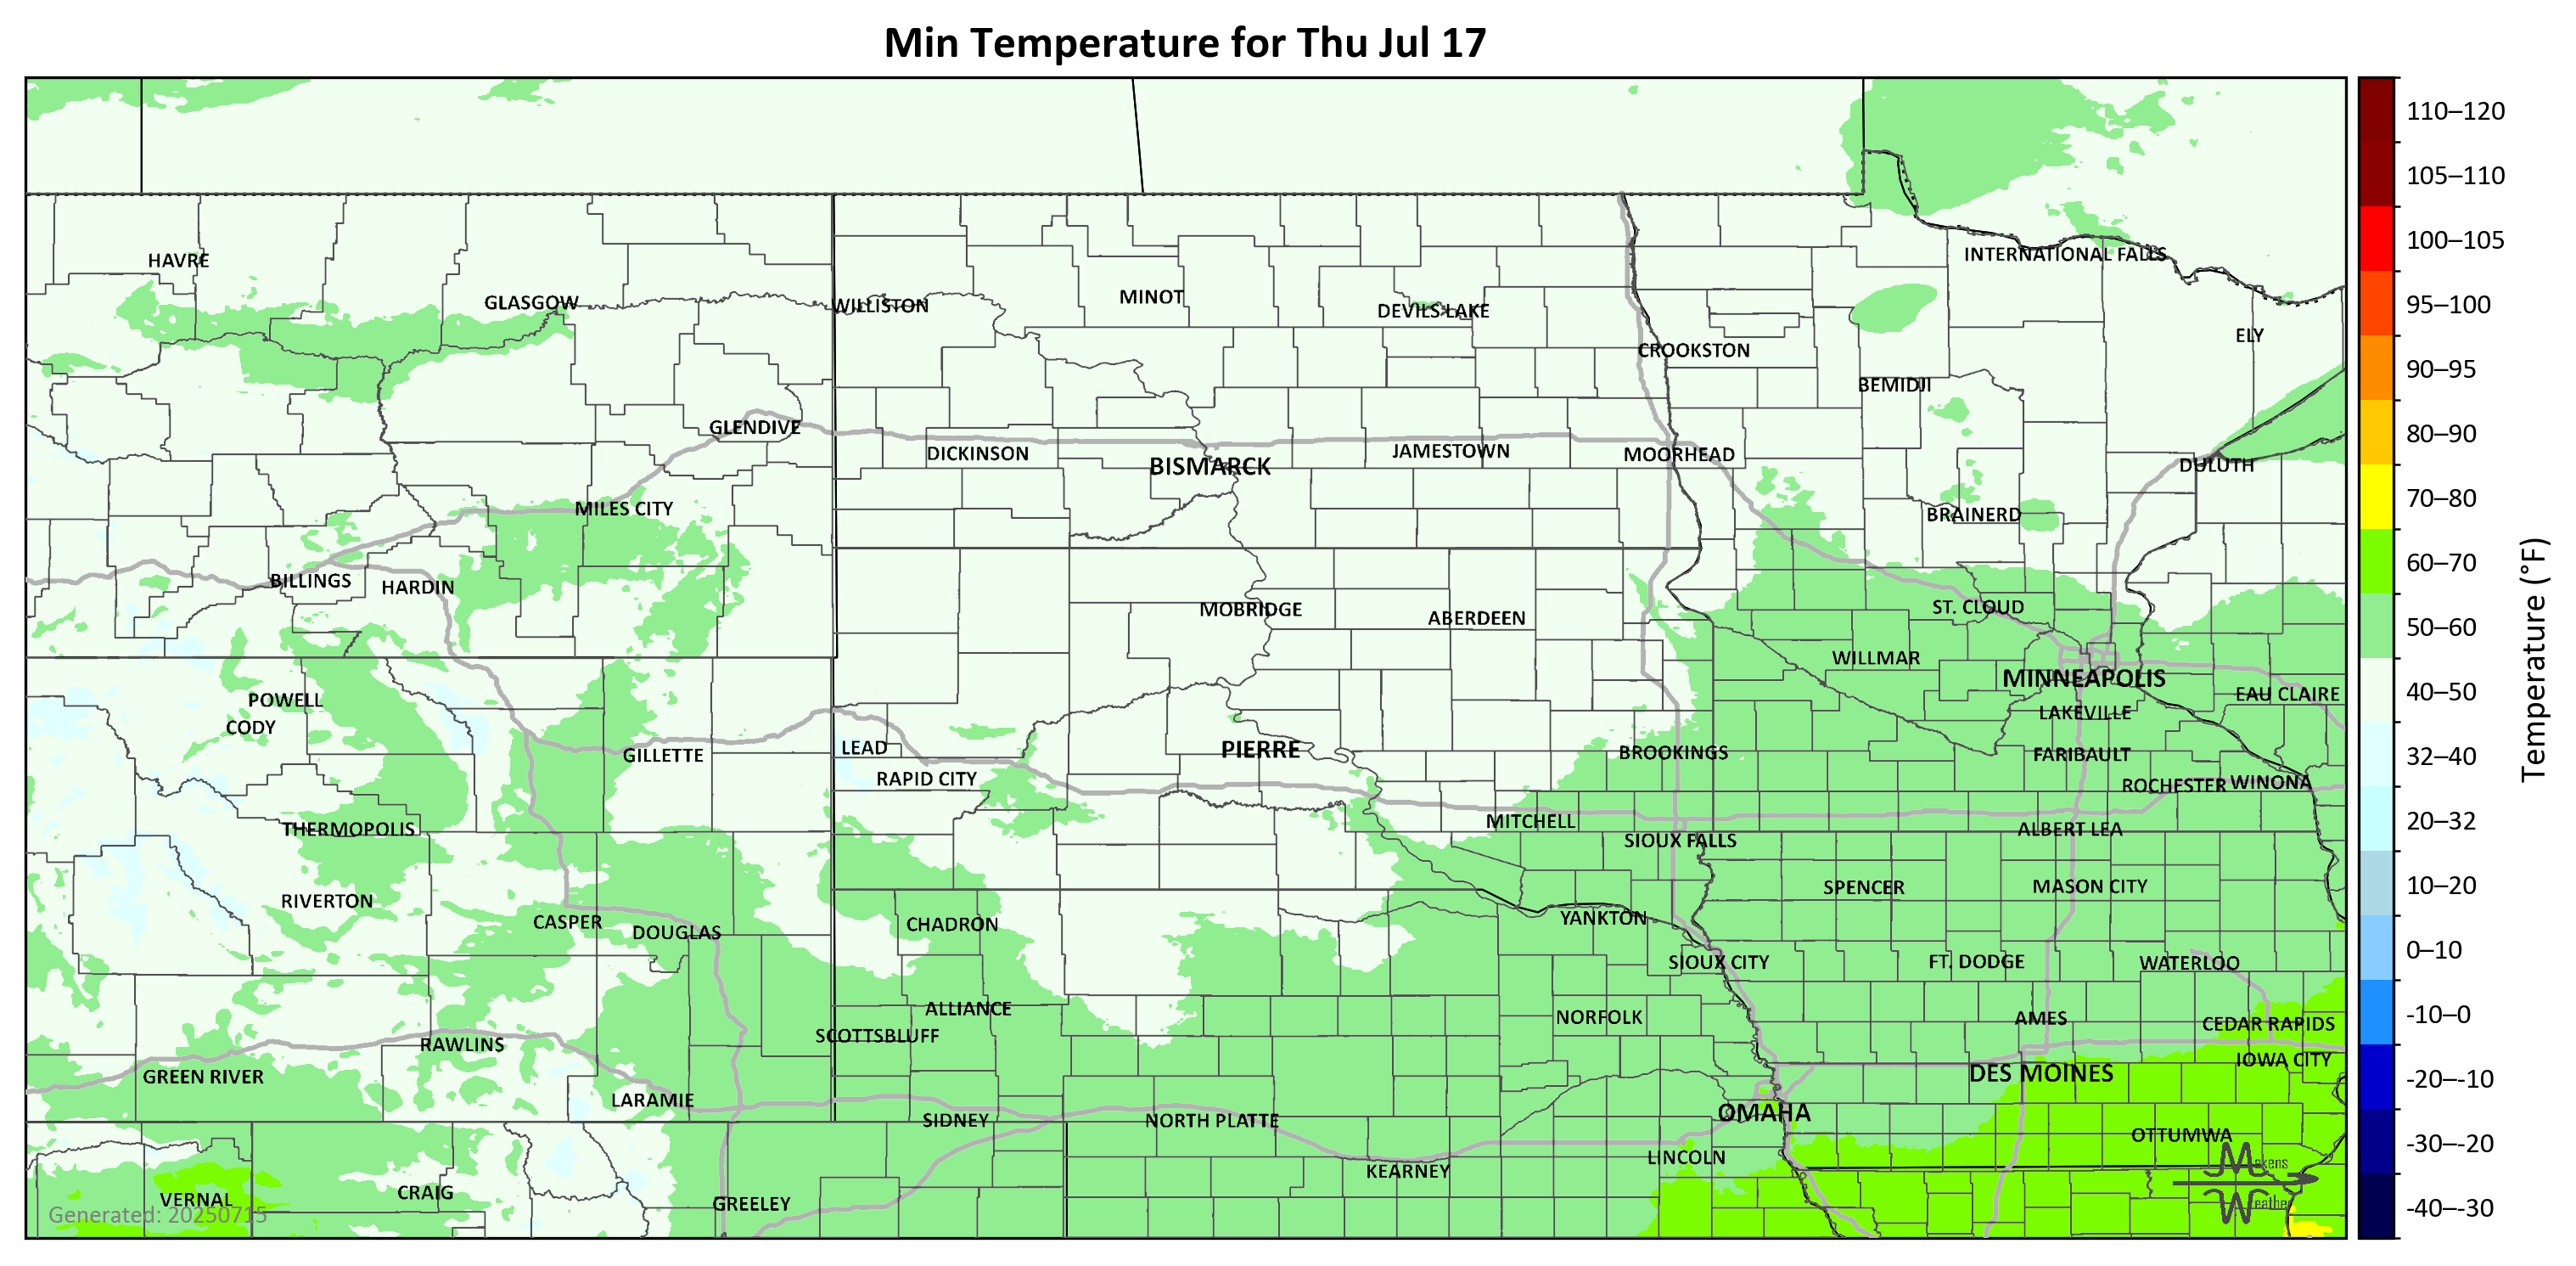 Min Temperature for Thu Jul 17
110–120
105–110
100–105
95–100
90–95
80–90
70–80
60–70
50–60
40–50
32–40
20–32
10–20
0–10
-10–0
-20–-10
-30–-20
-40–-30
Temperature (°F)
HAVRE
GLASGOW
WILLISTON
MINOT
DEVILS LAKE
INTERNATIONAL FALLS
ELY
CROOKSTON
BEMIDJI
GLENDIVE
DICKINSON
BISMARCK
JAMESTOWN
MOORHEAD
DULUTH
MILES CITY
BRAINERD
BILLINGS
HARDIN
MOBRIDGE
ABERDEEN
ST. CLOUD
WILLMAR
MINNEAPOLIS
EAU CLAIRE
POWELL
CODY
LAKEVILLE
GILLETTE
LEAD
RAPID CITY
PIERRE
BROOKINGS
FARIBAULT
ROCHESTER
WINONA
THERMOPOLIS
MITCHELL
SIOUX FALLS
ALBERT LEA
RIVERTON
SPENCER
MASON CITY
CASPER
DOUGLAS
CHADRON
YANKTON
SIOUX CITY
FT. DODGE
WATERLOO
ALLIANCE
NORFOLK
AMES
CEDAR RAPIDS
SCOTTSBLUFF
RAWLINS
IOWA CITY
GREEN RIVER
DES MOINES
LARAMIE
SIDNEY
NORTH PLATTE
OMAHA
OTTUMWA
KEARNEY
LINCOLN
VERNAL
CRAIG
GREELEY
Generated: 20250715
Makens
Weather